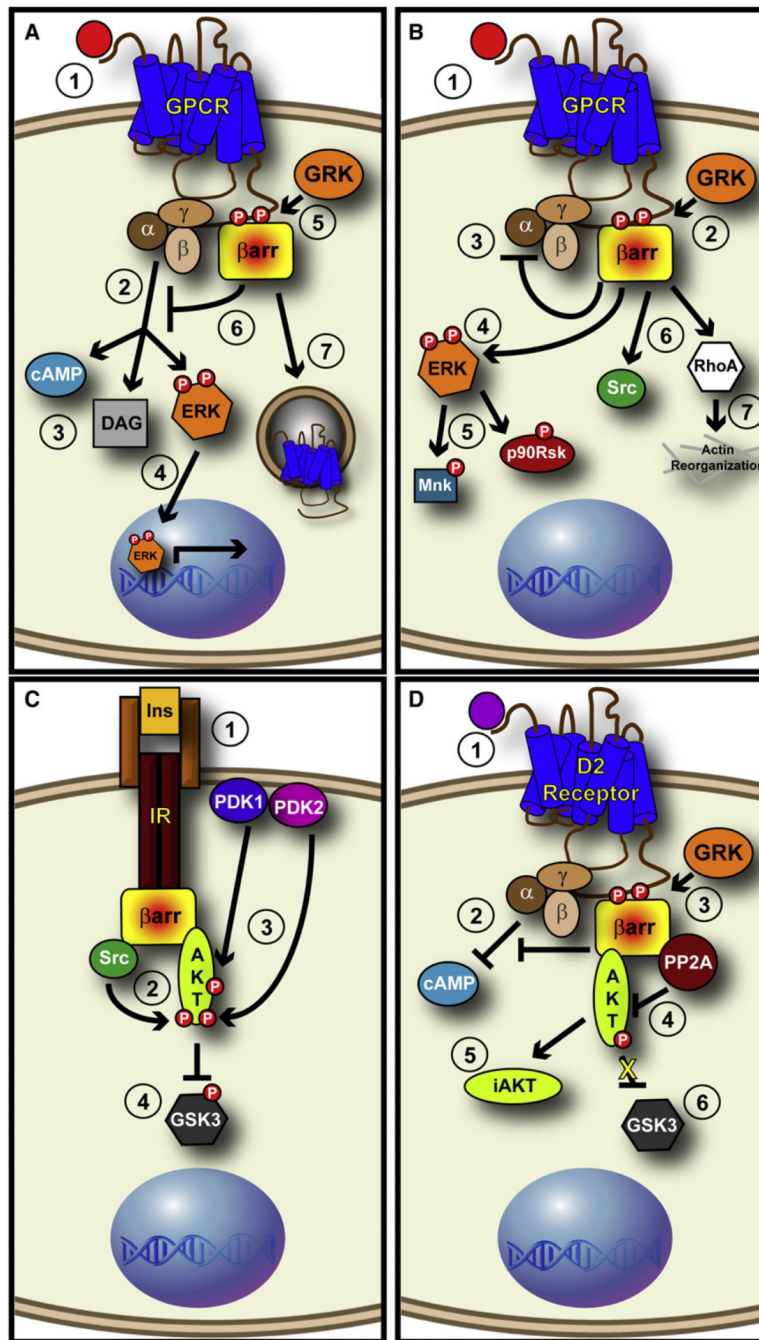 A
1
GPCR
GRK
P P
5
α
γ
β
βarr
2
6
7
cAMP
P P
ERK
DAG
3
4
P P
ERK
B
1
GPCR
GRK
P P
2
3
α
γ
β
βarr
P P
4
ERK
6
RhoA
Src
7
5
P
p90Rsk
P
Mnk
Actin
Reorganization
C
Ins
1
IR
PDK1
PDK2
βarr
Src
3
A
K
T
2
P
P P
4
P
GSK3
D
1
D2
Receptor
GRK
P P
3
α
γ
β
2
βarr
PP2A
cAMP
A
K
T
4
P
5
iAKT
X
6
GSK3